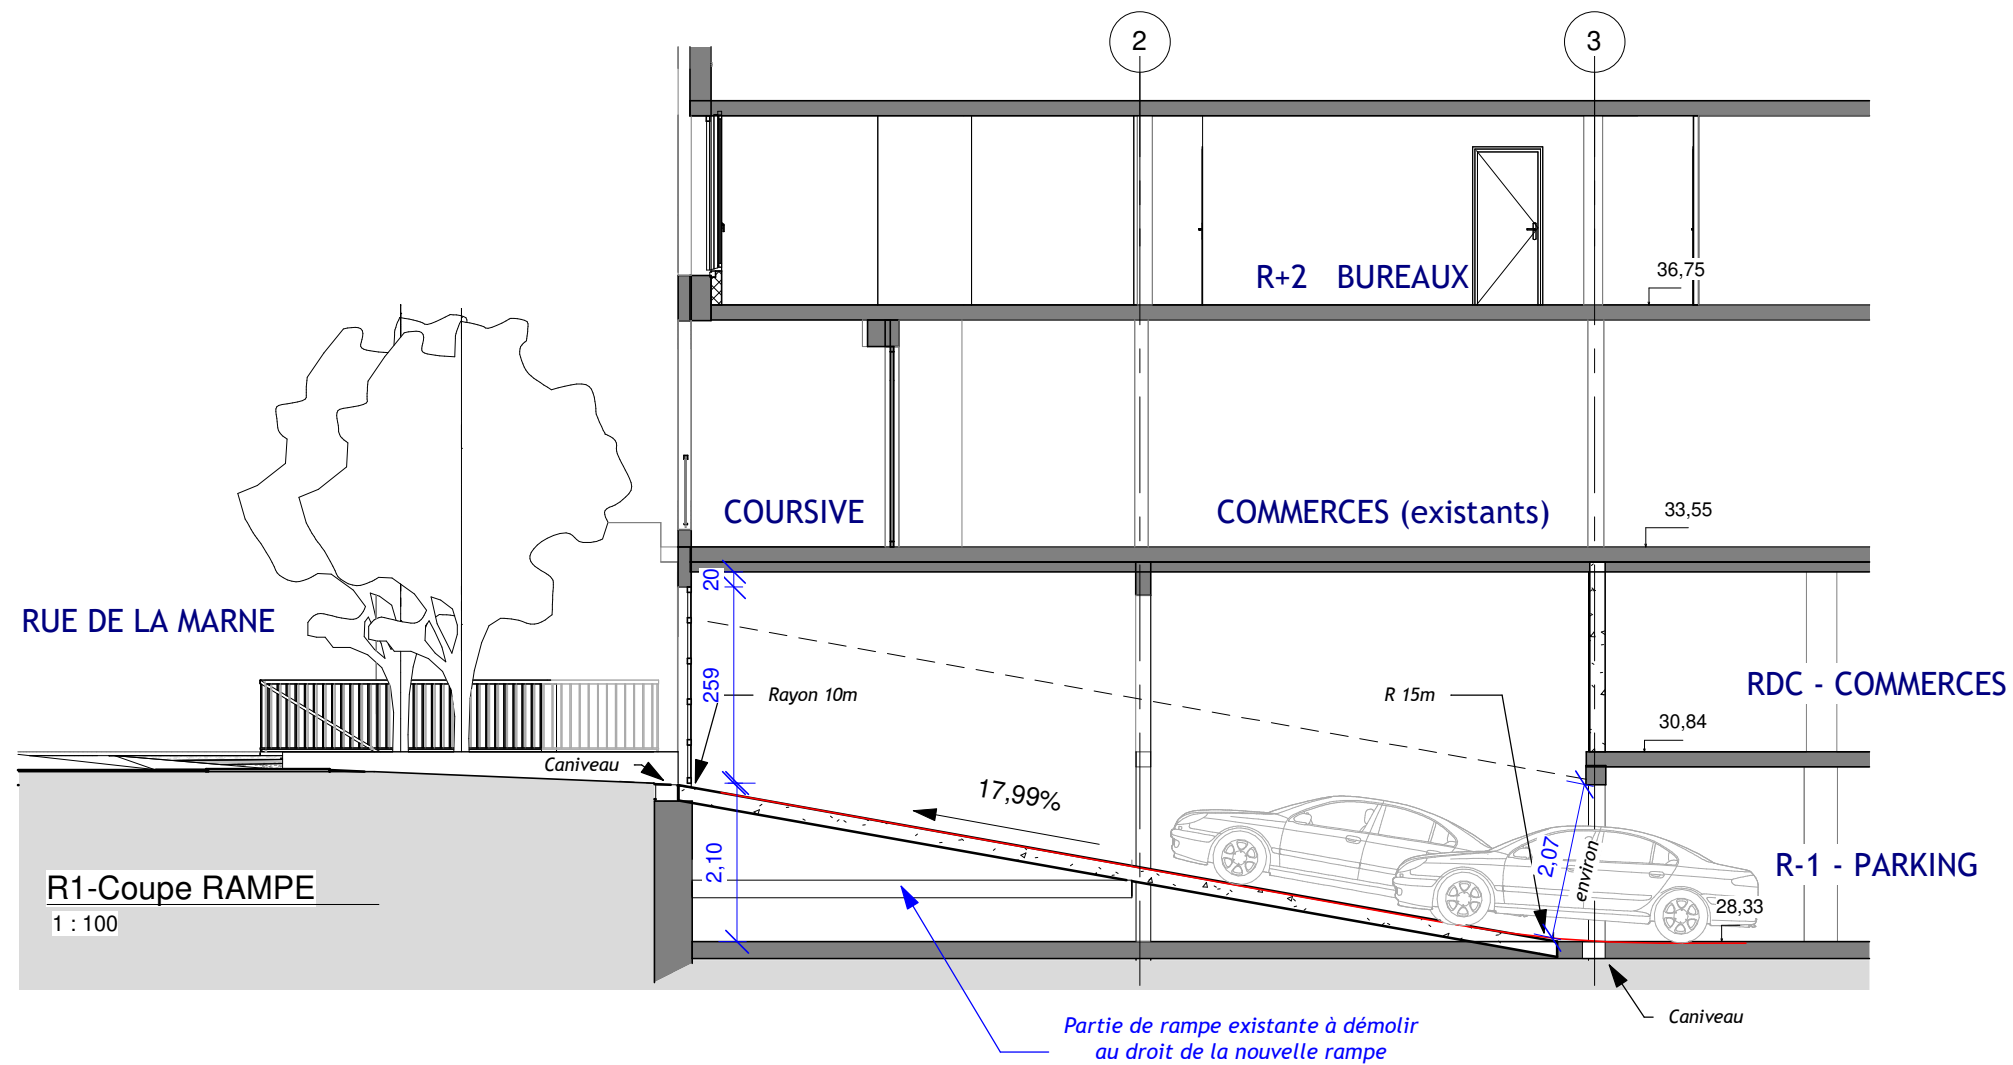 2
3
R+2 BUREAUX
36,75
COURSIVE
COMMERCES (existants)
33,55
20
RUE DE LA MARNE
259
Rayon 10m
R 15m
RDC - COMMERCES
30,84
Caniveau
17,99%
2,10
2,07
environ
R-1 - PARKING
28,33
R1-Coupe RAMPE
1 : 100
Partie de rampe existante à démolir
au droit de la nouvelle rampe
Caniveau